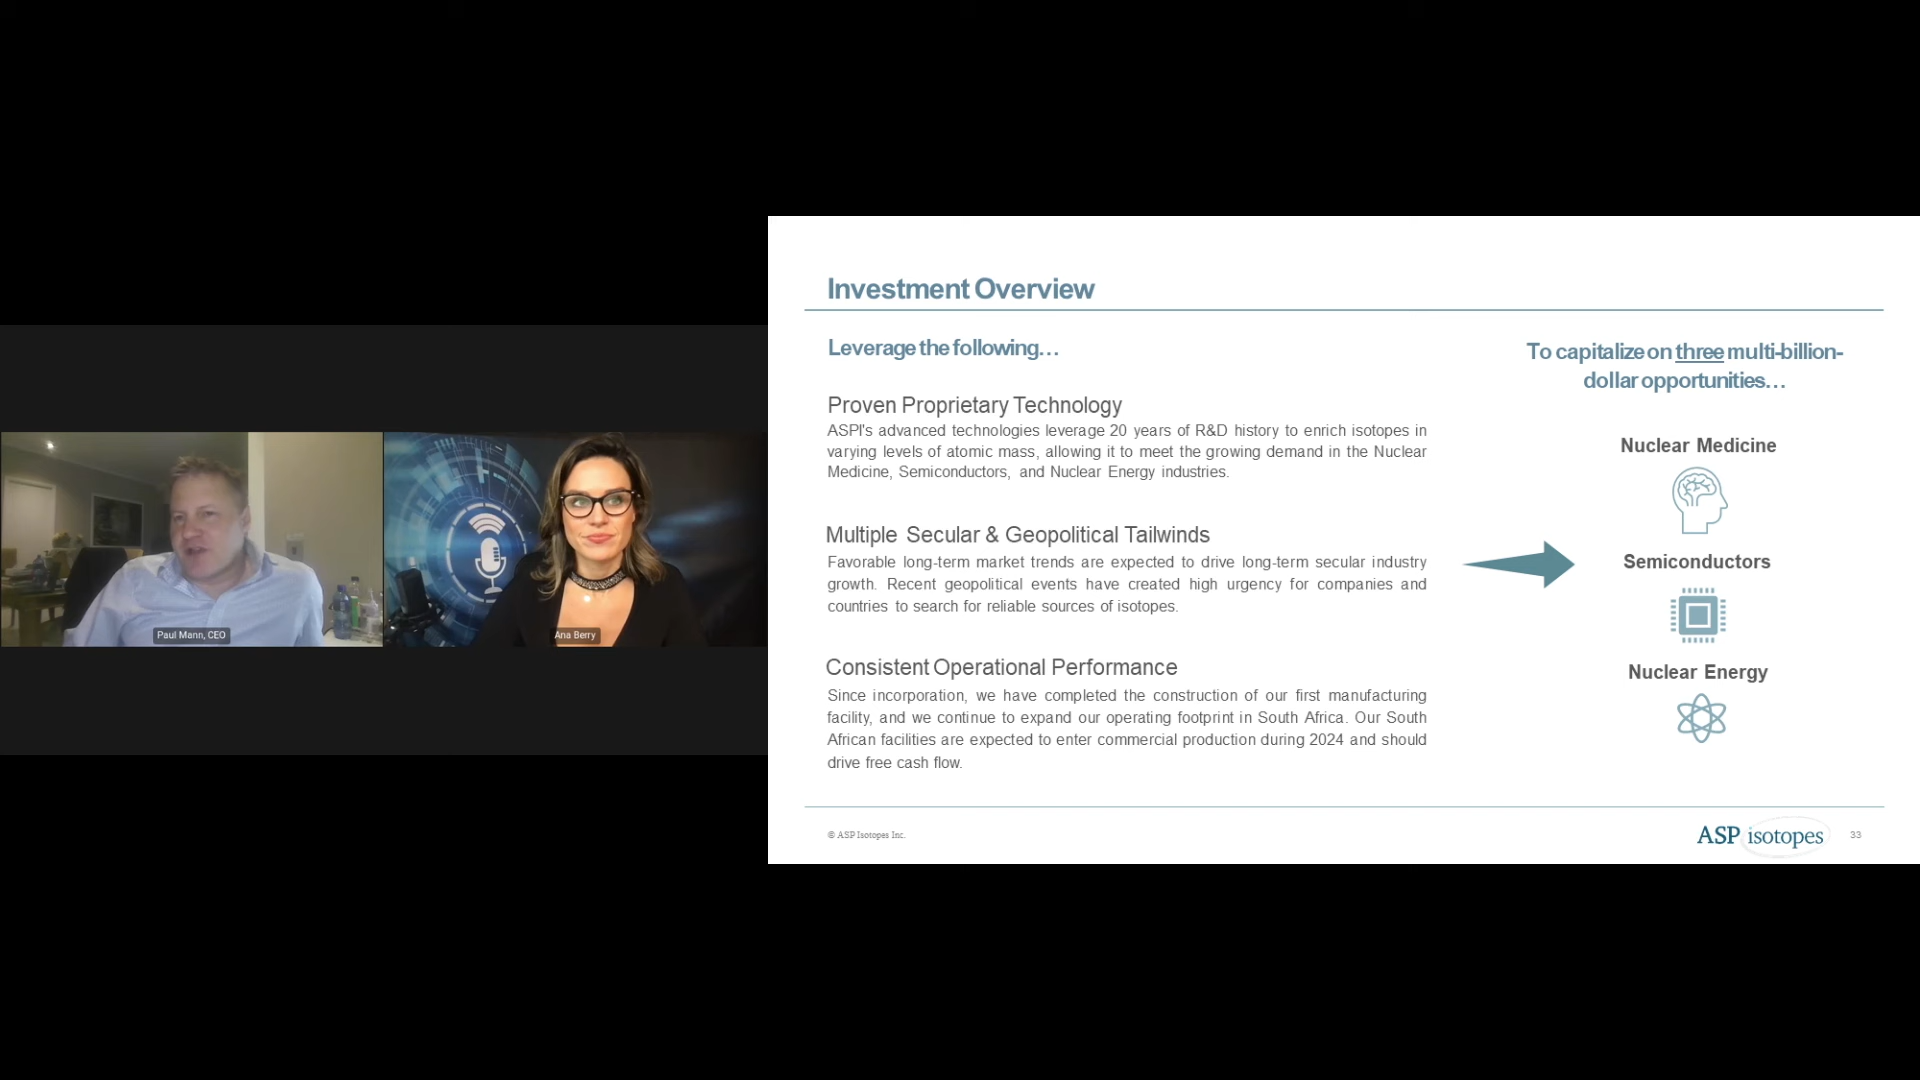 Paul Mann, CEO
Ana Berry
Investment Overview
Leverage the following…
Proven Proprietary Technology
ASPI's advanced technologies leverage 20 years of R&D history to enrich isotopes in
varying levels of atomic mass, allowing it to meet the growing demand in the Nuclear
Medicine, Semiconductors, and Nuclear Energy industries.
Multiple Secular & Geopolitical Tailwinds
Favorable long-term market trends are expected to drive long-term secular industry
growth. Recent geopolitical events have created high urgency for companies and
countries to search for reliable sources of isotopes.
Consistent Operational Performance
Since incorporation, we have completed the construction of our first manufacturing
facility, and we continue to expand our operating footprint in South Africa. Our South
African facilities are expected to enter commercial production during 2024 and should
drive free cash flow.
To capitalize on three multi-billion-
dollar opportunities…
Nuclear Medicine
Semiconductors
Nuclear Energy
© ASP Isotopes Inc.
ASP isotopes
33